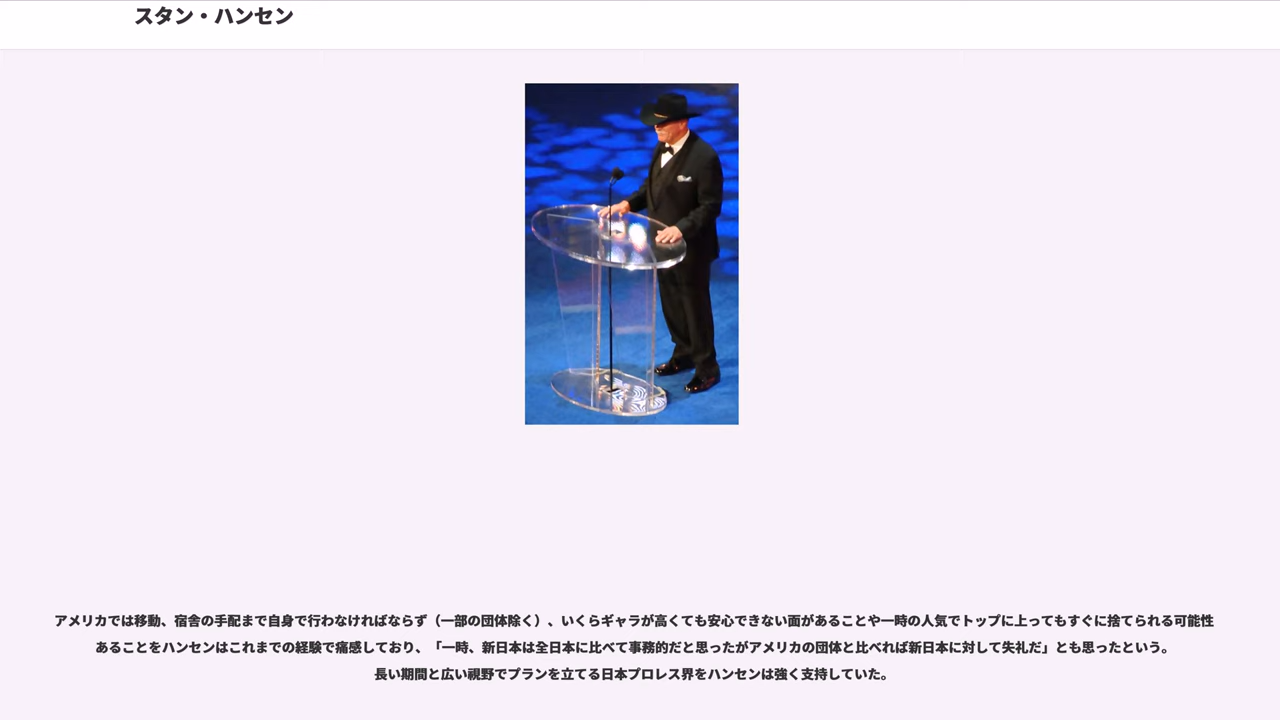 スタン・ハンセン
アメリカでは移動、宿舎の手配まで自身で行わなければならず（一部の団体除く）、いくらギャラが高くても安心できない面があることや一時の人気でトップに上ってもすぐに捨てられる可能性
あることをハンセンはこれまでの経験で痛感しており、「一時、新日本は全日本に比べて事務的だと思ったがアメリカの団体と比べれば新日本に対して失礼だ」とも思ったという。
長い期間と広い視野でプランを立てる日本プロレス界をハンセンは強く支持していた。